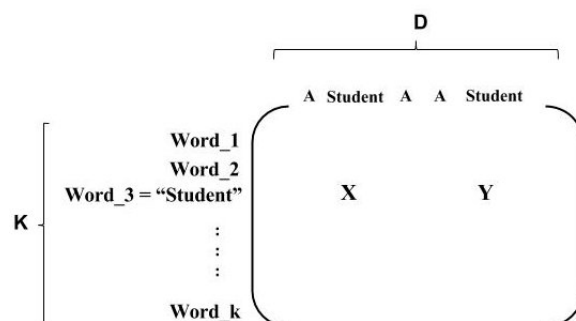 D
A Student A A Student
Word_1
Word_2
Word_3 = “Student”
X Y
K
:
:
:
Word_k